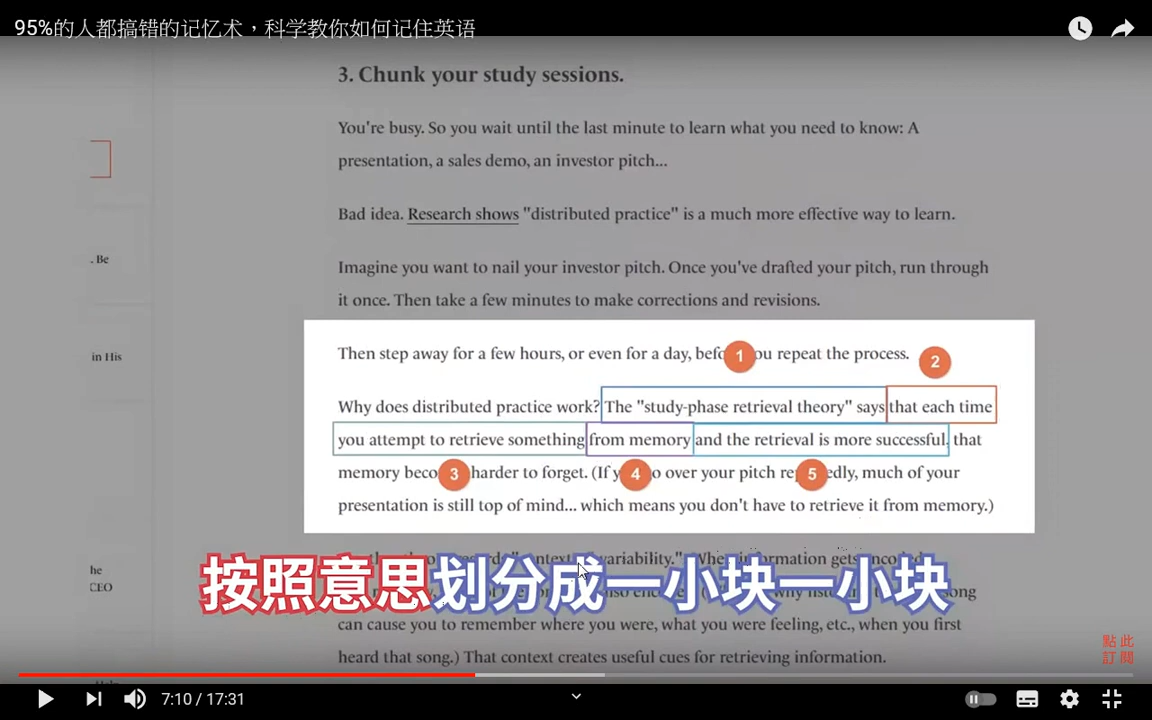 95%的人都搞错的记忆术，科学教你如何记住英语
3. Chunk your study sessions.
You're busy. So you wait until the last minute to learn what you need to know: A
presentation, a sales demo, an investor pitch...
Bad idea. Research shows "distributed practice" is a much more effective way to learn.
. Be
Imagine you want to nail your investor pitch. Once you've drafted your pitch, run through
it once. Then take a few minutes to make corrections and revisions.
in His
Then step away for a few hours, or even for a day, befo 1 ou repeat the process.
2
Why does distributed practice work? The "study-phase retrieval theory" says that each time
you attempt to retrieve something from memory and the retrieval is more successful, that
memory beco 3 harder to forget. (If y 4 o over your pitch re 5 edly, much of your
presentation is still top of mind... which means you don't have to retrieve it from memory.)
按照意思划分成一小块一小块
he
CEO
can cause you to remember where you were, what you were feeling, etc., when you first
heard that song.) That context creates useful cues for retrieving information.
點此
訂閱
7:10 / 17:31